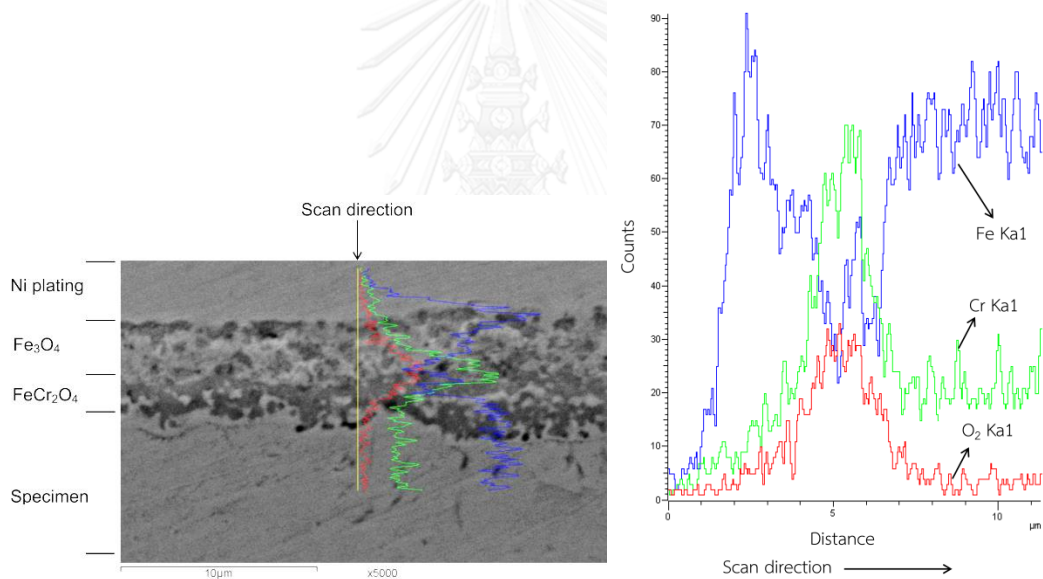 Scan direction
Ni plating
Fe₃O₄
FeCr₂O₄
Specimen
10µm
x5000
90
80
70
60
50
40
30
20
10
0
Counts
Fe Ka1
Cr Ka1
O₂ Ka1
0
5
10
µm
Distance
Scan direction